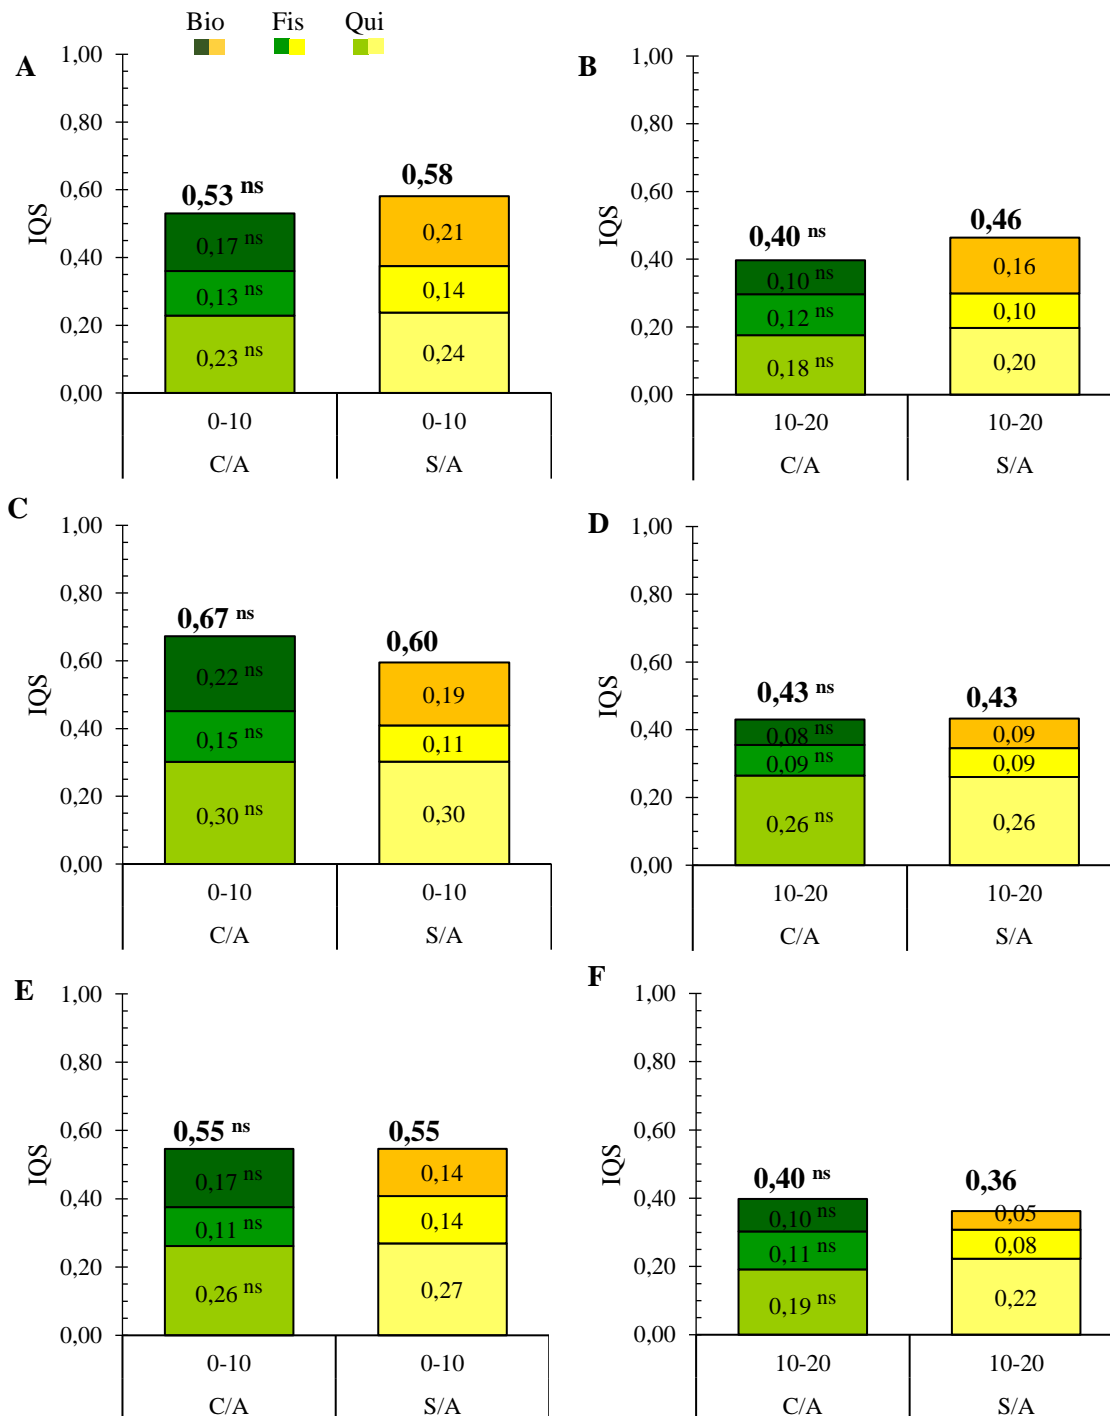 Bio Fis Qui
A
IQS
1,00
0,80
0,60
0,40
0,20
0,00
0,53 ns
0,17 ns
0,13 ns
0,23 ns
0,58
0,21
0,14
0,24
0-10 0-10
C/A S/A
B
IQS
1,00
0,80
0,60
0,40
0,20
0,00
0,40 ns
0,10 ns
0,12 ns
0,18 ns
0,46
0,16
0,10
0,20
10-20 10-20
C/A S/A
C
IQS
1,00
0,80
0,60
0,40
0,20
0,00
0,67 ns
0,22 ns
0,15 ns
0,30 ns
0,60
0,19
0,11
0,30
0-10 0-10
C/A S/A
D
IQS
1,00
0,80
0,60
0,40
0,20
0,00
0,43 ns
0,08 ns
0,09 ns
0,26 ns
0,43
0,09
0,09
0,26
10-20 10-20
C/A S/A
E
IQS
1,00
0,80
0,60
0,40
0,20
0,00
0,55 ns
0,17 ns
0,11 ns
0,26 ns
0,55
0,14
0,14
0,27
0-10 0-10
C/A S/A
F
IQS
1,00
0,80
0,60
0,40
0,20
0,00
0,40 ns
0,10 ns
0,11 ns
0,19 ns
0,36
0,05
0,08
0,22
10-20 10-20
C/A S/A